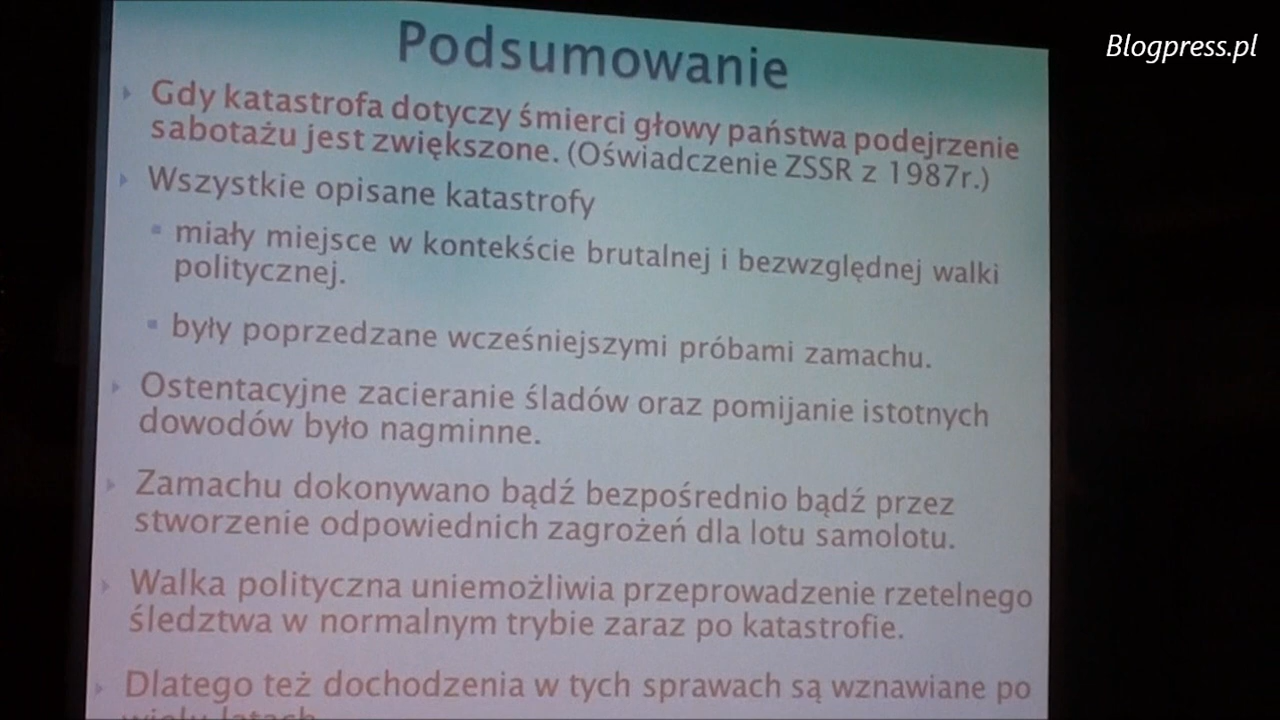 Blogpress.pl
Podsumowanie
Gdy katastrofa dotyczy śmierci głowy państwa podejrzenie
sabotażu jest zwiększone. (Oświadczenie ZSSR z 1987r.)
Wszystkie opisane katastrofy
miały miejsce w kontekście brutalnej i bezwzględnej walki
politycznej.
były poprzedzane wcześniejszymi próbami zamachu.
Ostentacyjne zacieranie śladów oraz pomijanie istotnych
dowodów było nagminne.
Zamachu dokonywano bądź bezpośrednio bądź przez
stworzenie odpowiednich zagrożeń dla lotu samolotu.
Walka polityczna uniemożliwia przeprowadzenie rzetelnego
śledztwa w normalnym trybie zaraz po katastrofie.
Dlatego też dochodzenia w tych sprawach są wznawiane po
wielu latach